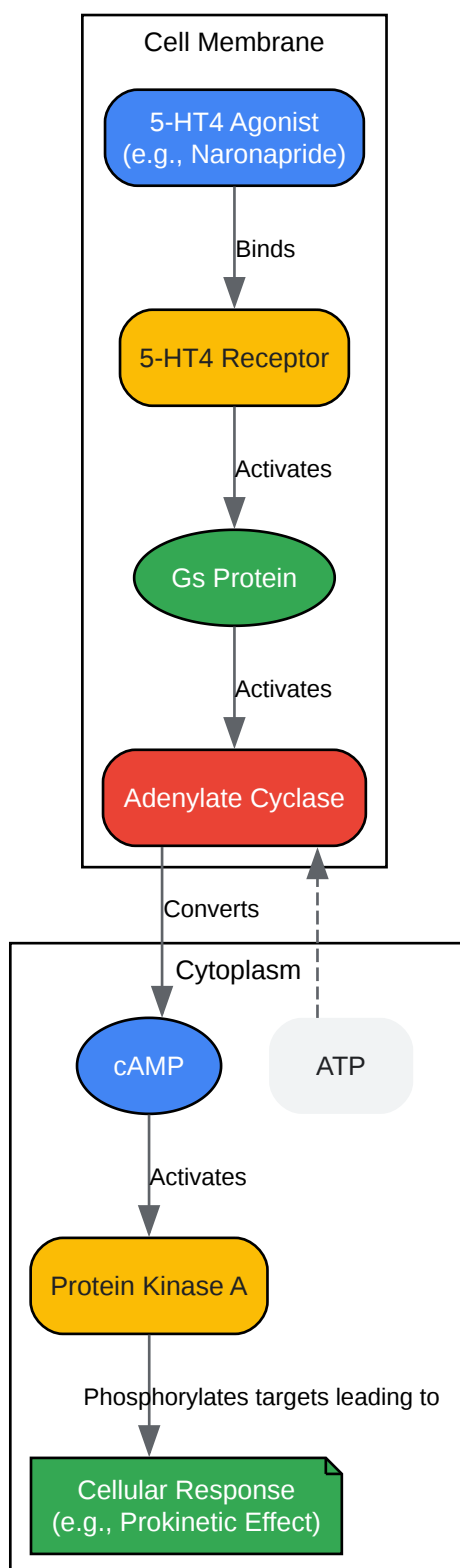 Cell Membrane
5-HT4 Agonist
(e.g., Naronapride)
Binds
5-HT4 Receptor
Activates
Gs Protein
Activates
Adenylate Cyclase
Converts
Cytoplasm
cAMP
ATP
Activates
Protein Kinase A
Phosphorylates targets leading to
Cellular Response
(e.g., Prokinetic Effect)